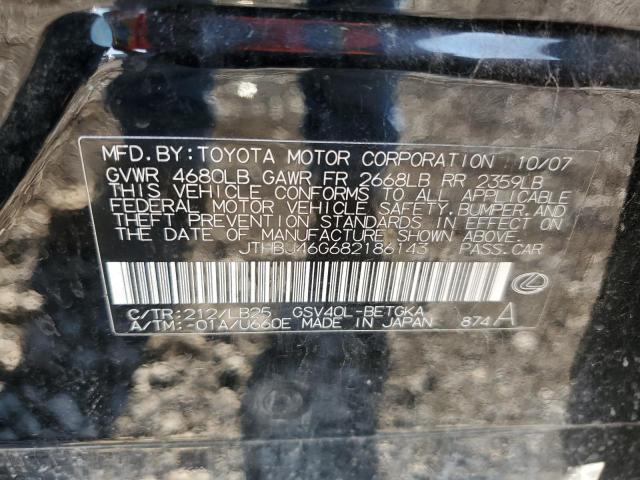 MFD.BY:TOYOTA MOTOR CORPORATION 10/07
GVWR 4680LB GAWR FR 2668LB RR 2359LB
THIS VEHICLE CONFORMS TO ALL APPLICABLE
FEDERAL MOTOR VEHICLE SAFETY,BUMPER,AND
THEFT PREVENTION STANDARDS IN EFFECT ON
THE DATE OF MANUFACTURE SHOWN ABOVE.
JTHBJ46G682186143 PASS.CAR
C/TR:212/LB25 GSV40L-BETGKA
A/TM:-01A/U660E MADE IN JAPAN 874A